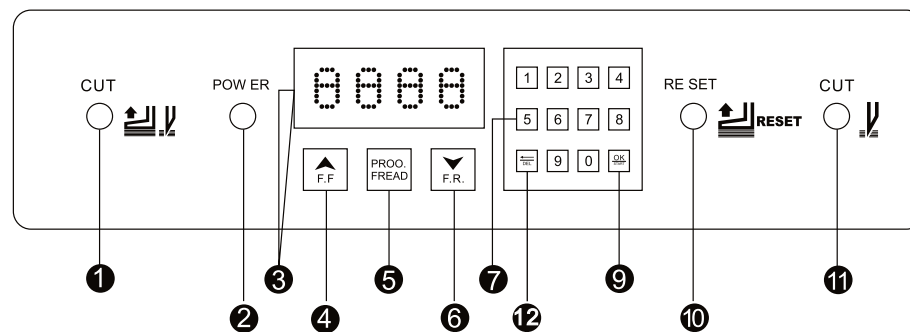 CUT
POW ER
8888
F.F
PROO.
FREAD
F.R.
1 2 3 4
5 6 7 8
DEL 9 0 OK
START
RE SET
RESET
CUT
1 2 3 4 5 6 7 12 9 10 11